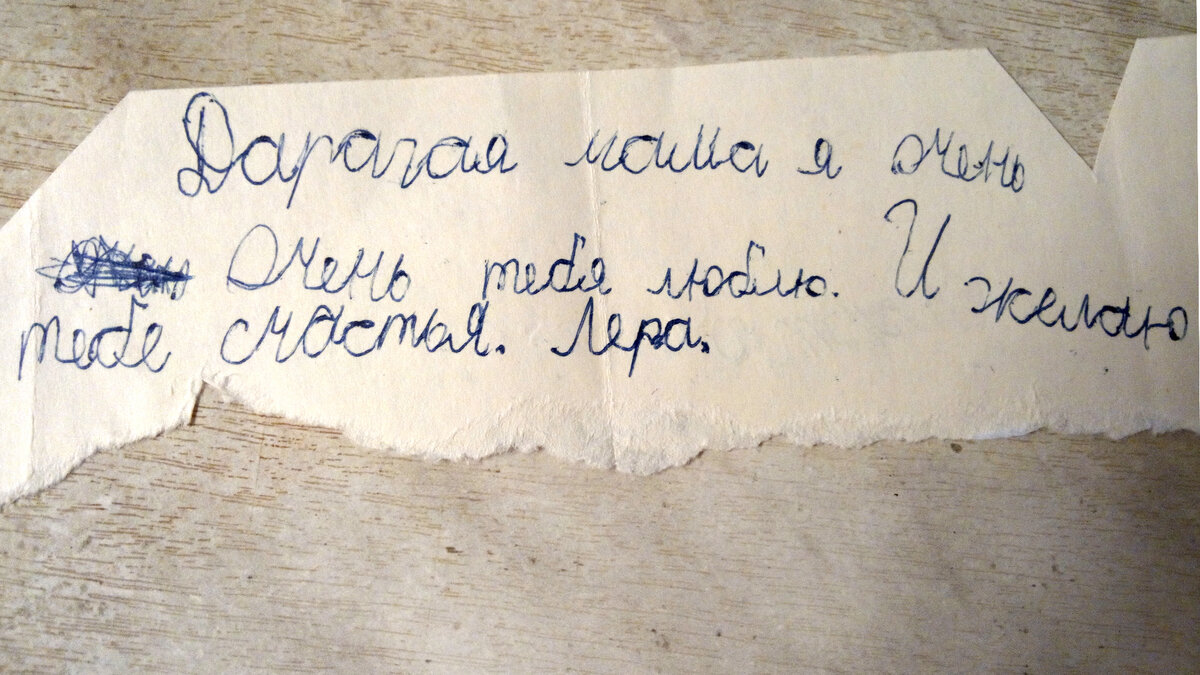 Дарагая мама я очень
Очень тебя люблю. И желаю
тебе счастья. Лера.